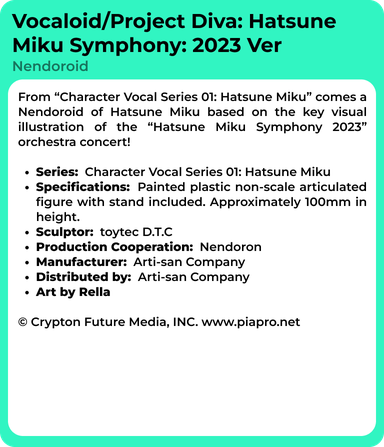 Vocaloid/Project Diva: Hatsune
Miku Symphony: 2023 Ver
Nendoroid
From “Character Vocal Series 01: Hatsune Miku” comes a
Nendoroid of Hatsune Miku based on the key visual
illustration of the “Hatsune Miku Symphony 2023”
orchestra concert!
• Series: Character Vocal Series 01: Hatsune Miku
• Specifications: Painted plastic non-scale articulated
figure with stand included. Approximately 100mm in
height.
• Sculptor: toytec D.T.C
• Production Cooperation: Nendoron
• Manufacturer: Arti-san Company
• Distributed by: Arti-san Company
• Art by Rella
© Crypton Future Media, INC. www.piapro.net